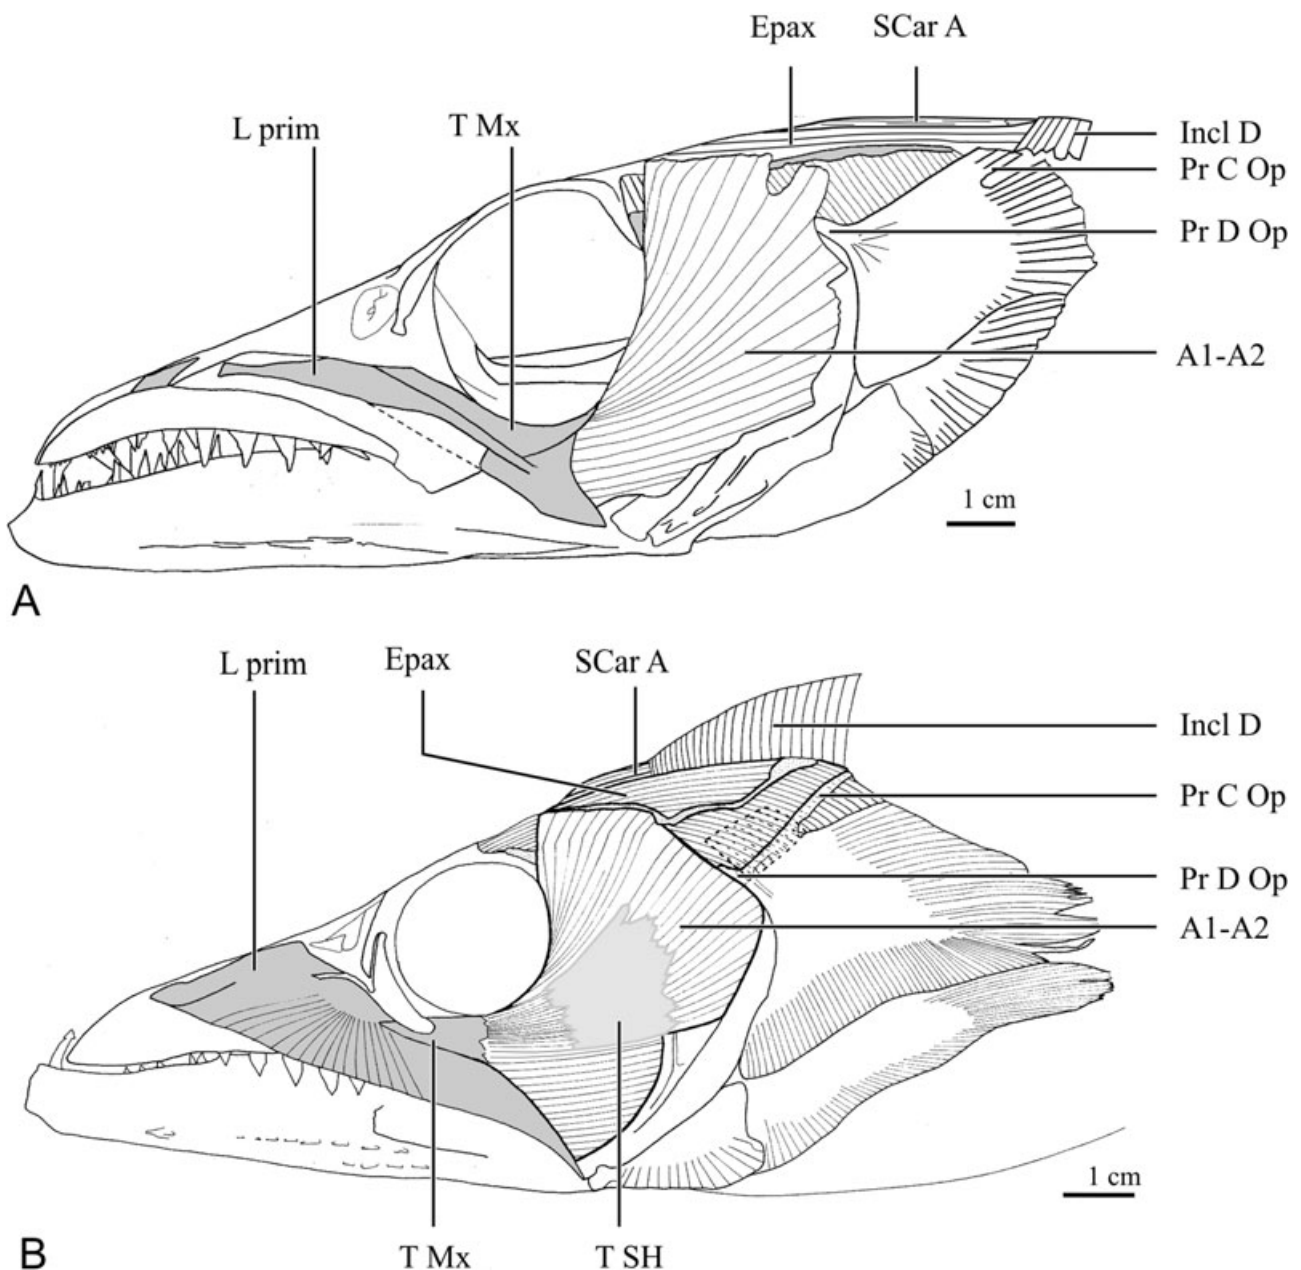 Epax
SCar A
L prim
T Mx
Incl D
Pr C Op
Pr D Op
A1-A2
1 cm
A
L prim
Epax
SCar A
Incl D
Pr C Op
Pr D Op
A1-A2
1 cm
B
T Mx
T SH